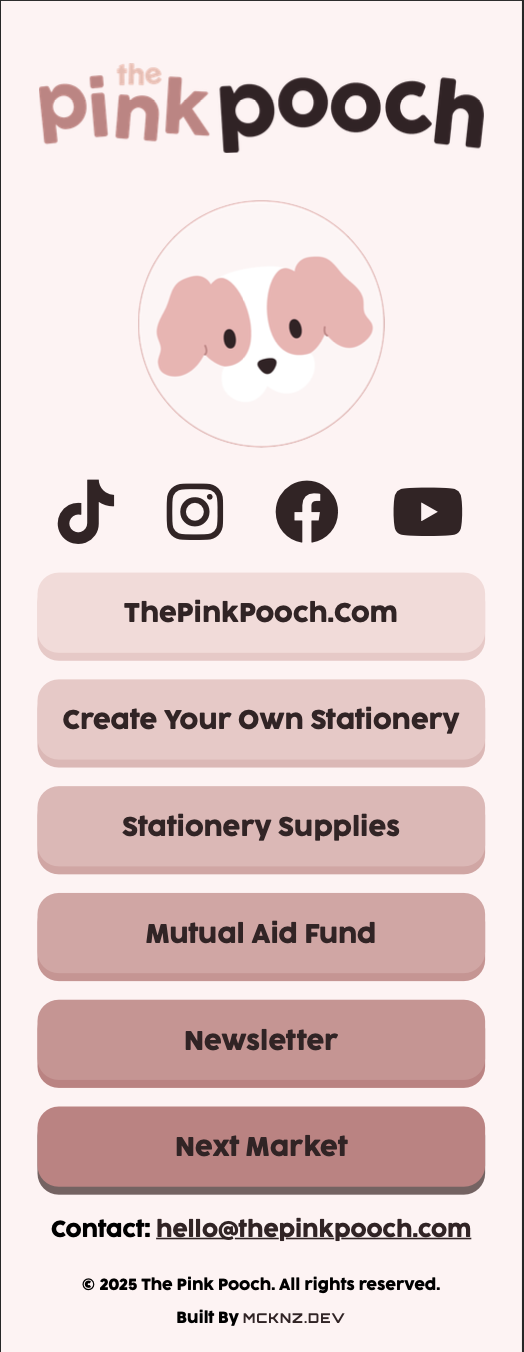 the
pinkpooch
ThePinkPooch.Com
Create Your Own Stationery
Stationery Supplies
Mutual Aid Fund
Newsletter
Next Market
Contact: hello@thepinkpooch.com
© 2025 The Pink Pooch. All rights reserved.
Built By MCKNZ.DEV